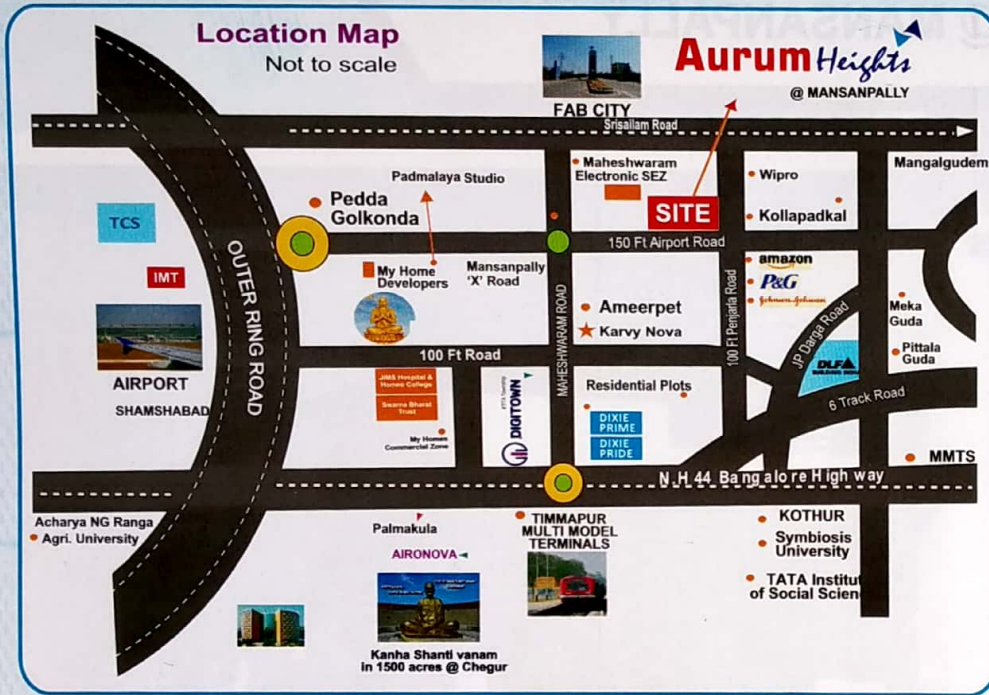 @ MANSANPALLY
Location Map
Not to scale
FAB CITY
Aurum Heights
@ MANSANPALLY
Srisailam Road
Padmalaya Studio
Maheshwaram
Electronic SEZ
Wipro
Mangalgudem
Pedda
Golkonda
SITE
Kollapadkal
TCS
150 Ft Airport Road
IMT
OUTER RING ROAD
My Home
Developers
Mansanpally
'X' Road
MAHESHWARAM ROAD
100 Ft Penjarla Road
amazon
P&G
Johnson & Johnson
Ameerpet
Karvy Nova
JP Darga Road
Meka
Guda
Pittala
Guda
100 Ft Road
DLF
BUILDING INDIA
AIRPORT
SHAMSHABAD
JIMS Hospital &
Homeo College
Swarna Bharat
Trust
DIGITOWN
Residential Plots
6 Track Road
DIXIE
PRIME
DIXIE
PRIDE
My Homes
Commercial Zone
MMTS
N.H 44 Bangalore High way
Acharya NG Ranga
Agri. University
Palmakula
AIRONOVA
TIMMAPUR
MULTI MODEL
TERMINALS
KOTHUR
Symbiosis
University
TATA Institut
of Social Scien
Kanha Shanti vanam
in 1500 acres @ Chegur